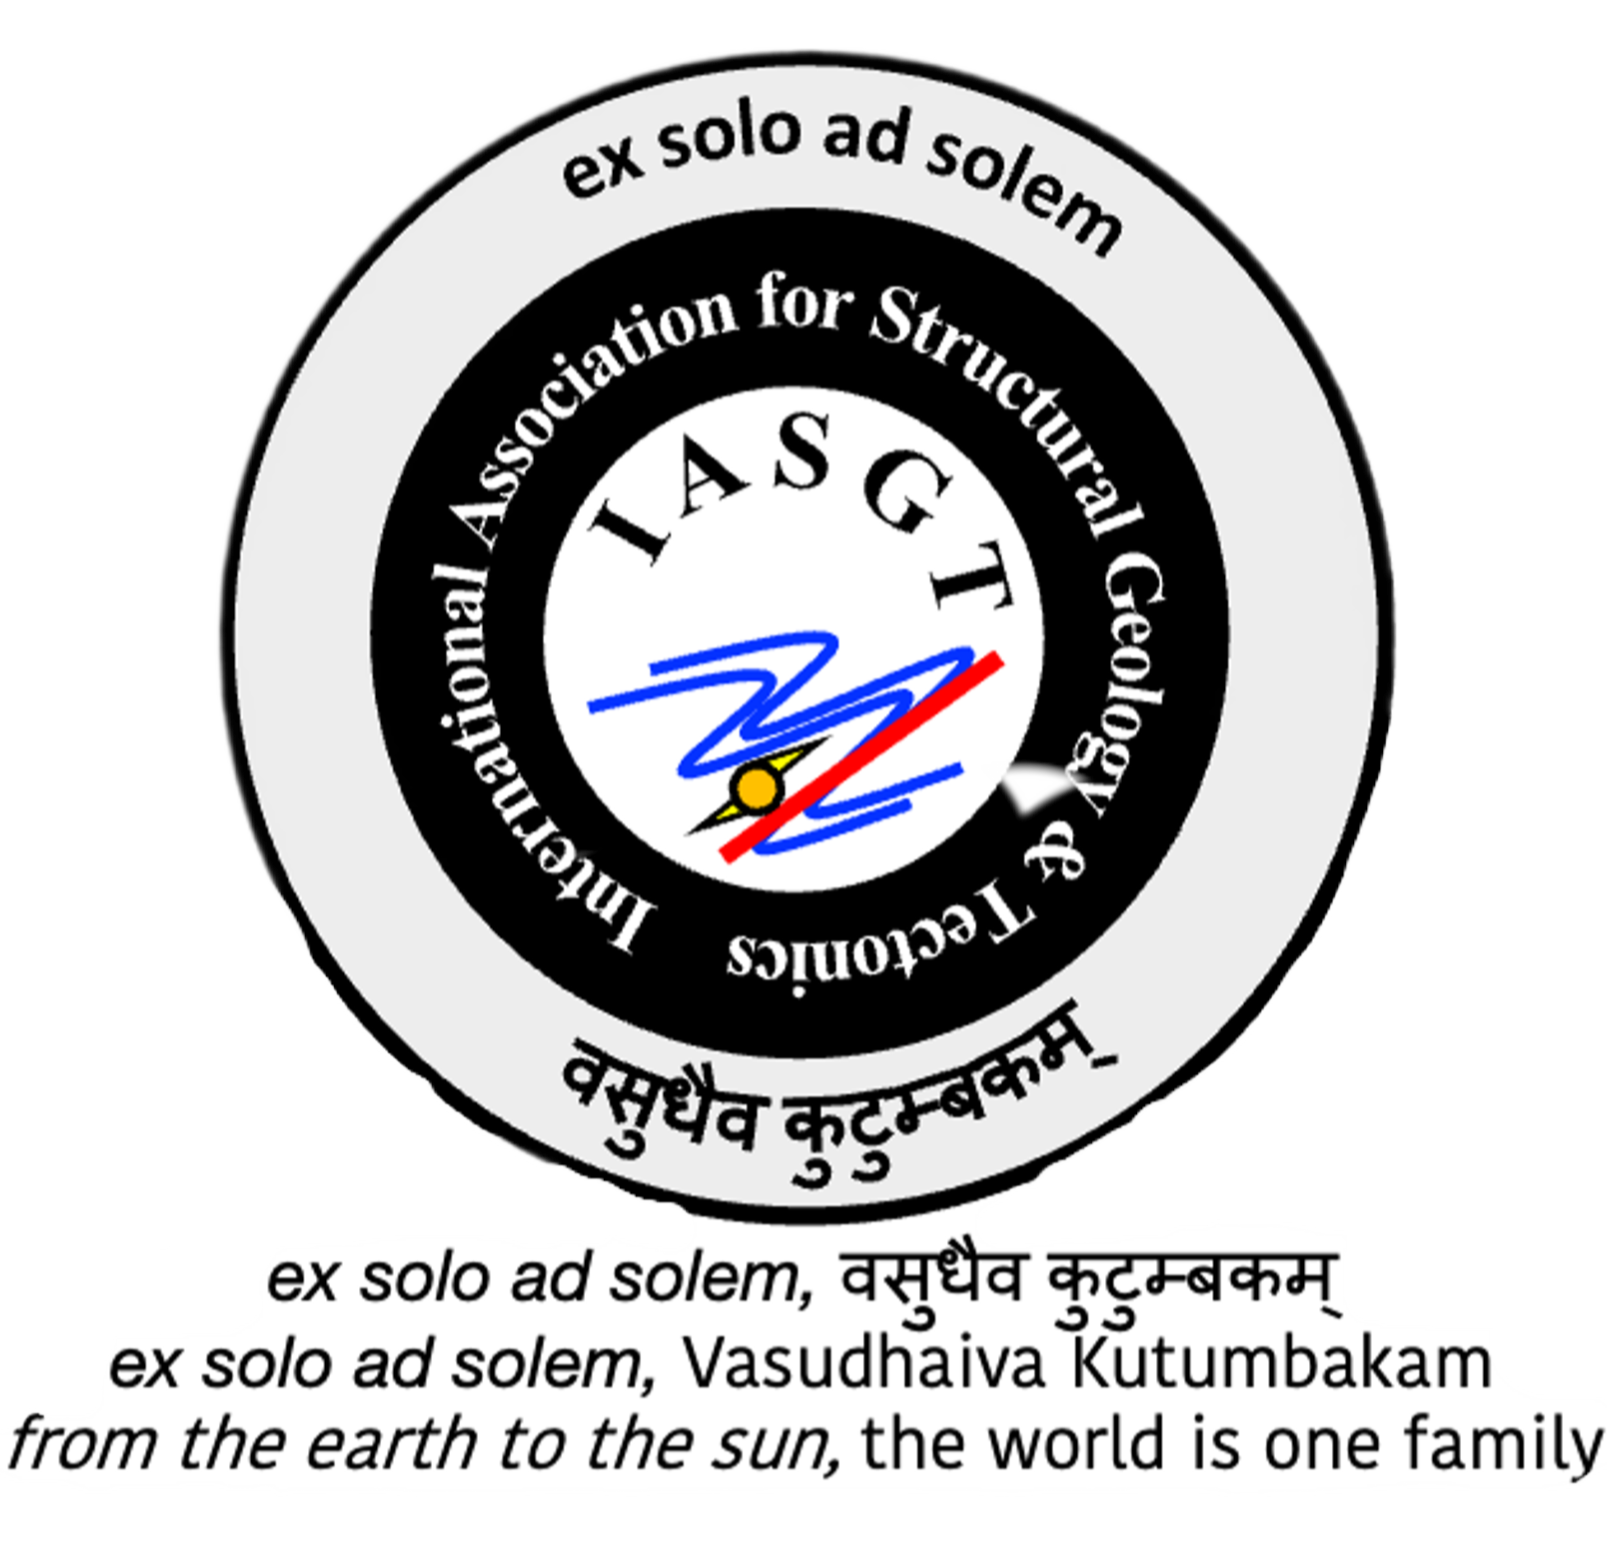 ex solo ad solem
International Association for Structural Geology & Tectonics
IASGT
वसुधैव कुटुम्बकम्
ex solo ad solem, वसुधैव कुटुम्बकम्
ex solo ad solem, Vasudhaiva Kutumbakam
from the earth to the sun, the world is one family